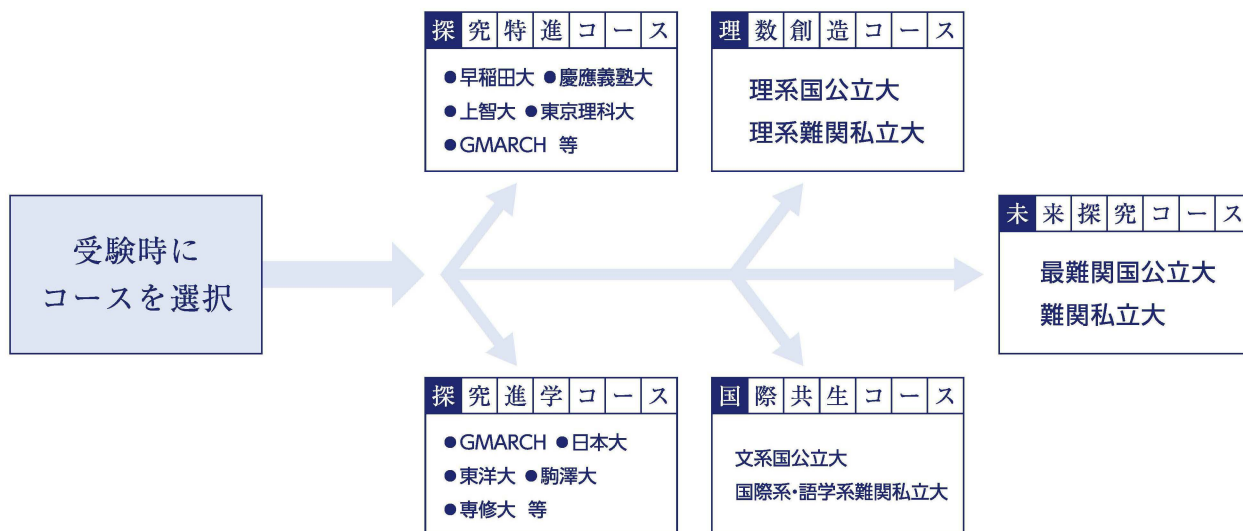 探究特進コース
●早稲田大 ●慶應義塾大
●上智大 ●東京理科大
●GMARCH 等
理数創造コース
理系国公立大
理系難関私立大
受験時に
コースを選択
未来探究コース
最難関国公立大
難関私立大
探究進学コース
●GMARCH ●日本大
●東洋大 ●駒澤大
●専修大 等
国際共生コース
文系国公立大
国際系・語学系難関私立大